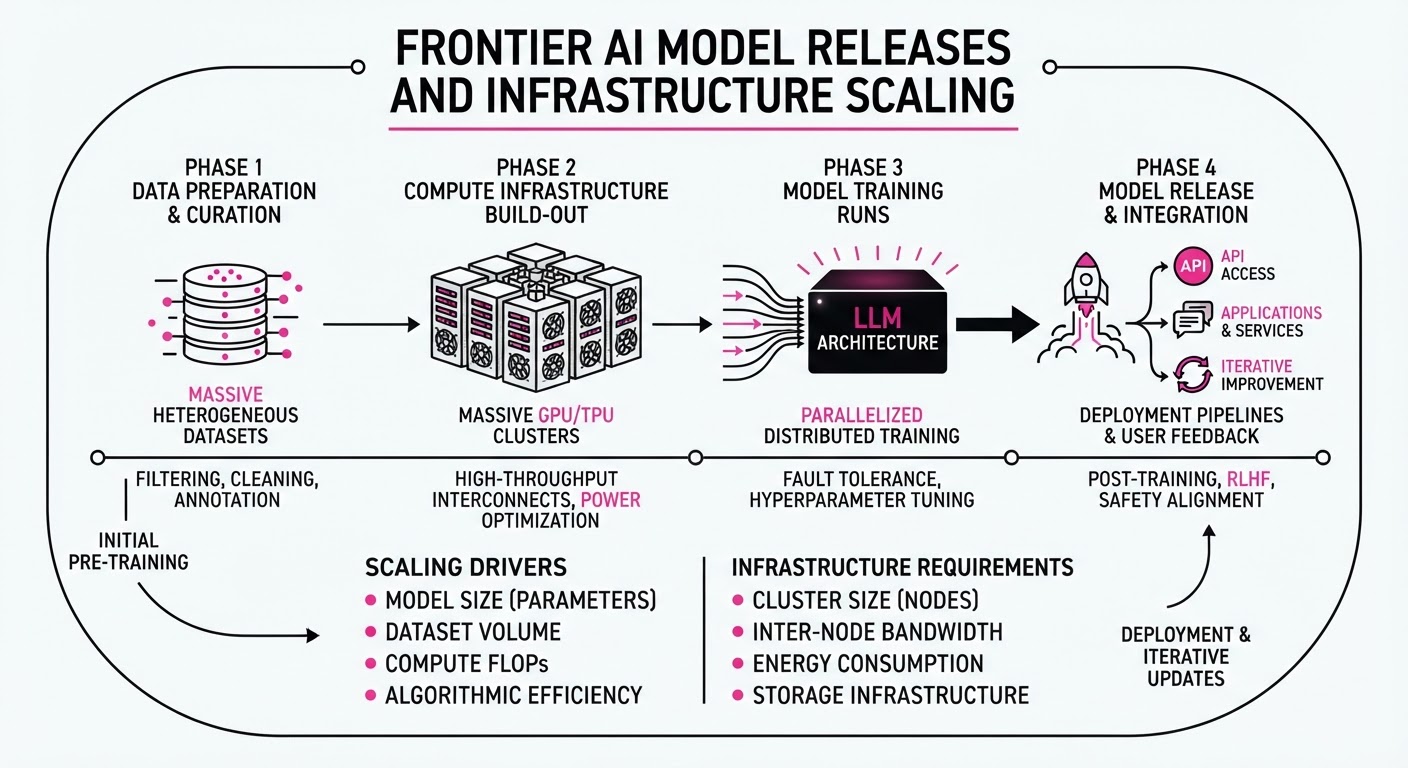 FRONTIER AI MODEL RELEASES
AND INFRASTRUCTURE SCALING
PHASE 1
DATA PREPARATION
& CURATION
MASSIVE
HETEROGENEOUS
DATASETS
FILTERING, CLEANING,
ANNOTATION
INITIAL
PRE-TRAINING
PHASE 2
COMPUTE INFRASTRUCTURE
BUILD-OUT
MASSIVE GPU/TPU
CLUSTERS
HIGH-THROUGHPUT
INTERCONNECTS, POWER
OPTIMIZATION
PHASE 3
MODEL TRAINING
RUNS
LLM
ARCHITECTURE
PARALLELIZED
DISTRIBUTED TRAINING
FAULT TOLERANCE,
HYPERPARAMETER TUNING
PHASE 4
MODEL RELEASE
& INTEGRATION
API
API
ACCESS
APPLICATIONS
& SERVICES
ITERATIVE
IMPROVEMENT
DEPLOYMENT PIPELINES
& USER FEEDBACK
POST-TRAINING, RLHF,
SAFETY ALIGNMENT
SCALING DRIVERS
MODEL SIZE (PARAMETERS)
DATASET VOLUME
COMPUTE FLOPs
ALGORITHMIC EFFICIENCY
INFRASTRUCTURE REQUIREMENTS
CLUSTER SIZE (NODES)
INTER-NODE BANDWIDTH
ENERGY CONSUMPTION
STORAGE INFRASTRUCTURE
DEPLOYMENT &
ITERATIVE
UPDATES